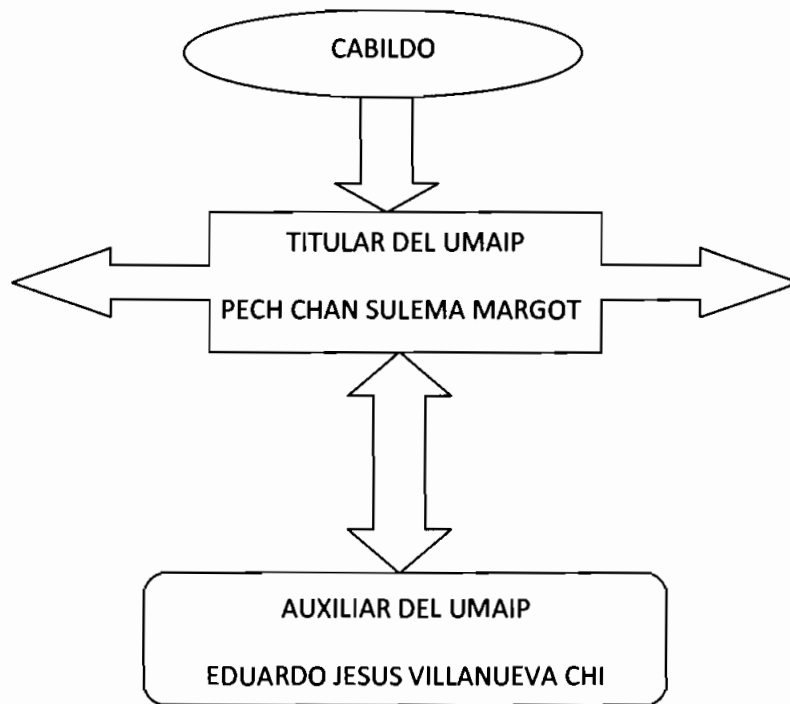 CABILDO
TITULAR DEL UMAIP
PECH CHAN SULEMA MARGOT
AUXILIAR DEL UMAIP
EDUARDO JESUS VILLANUEVA CHI